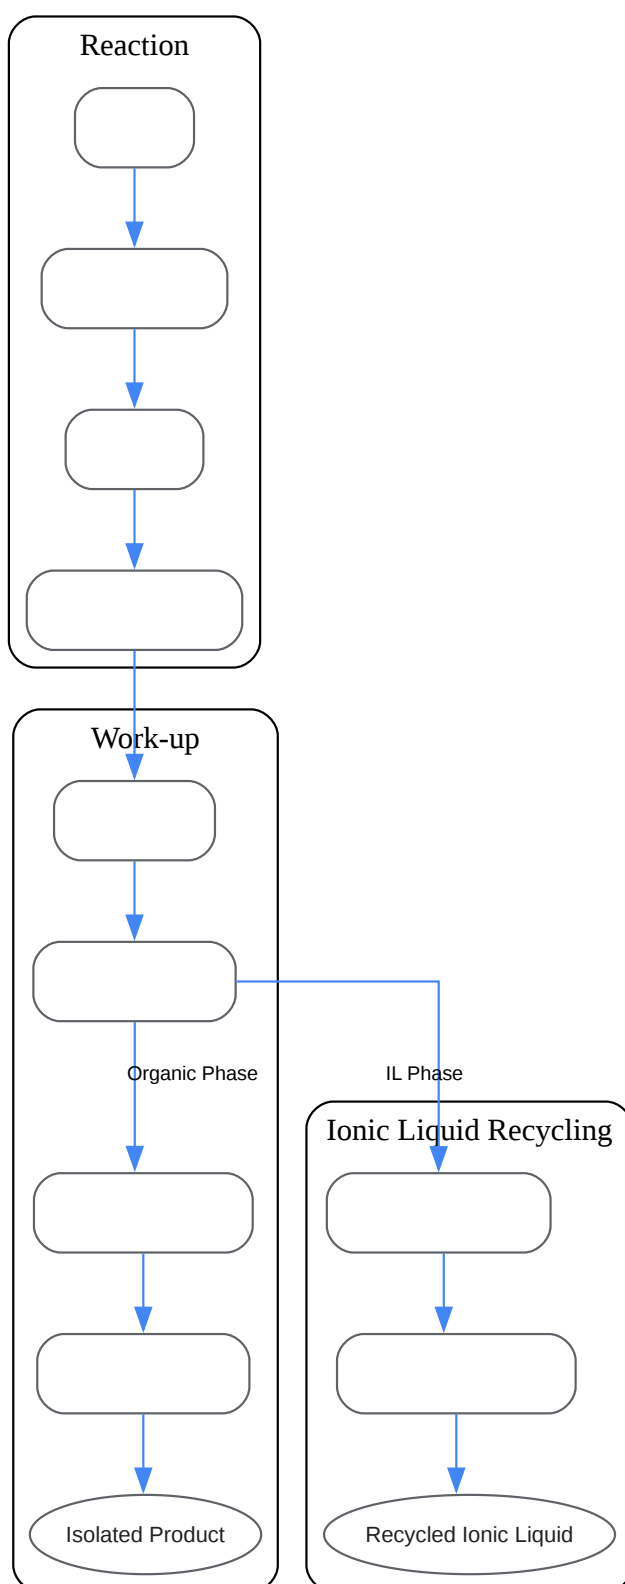 Reaction
Work-up
Organic Phase
IL Phase
Ionic Liquid Recycling
Isolated Product
Recycled Ionic Liquid